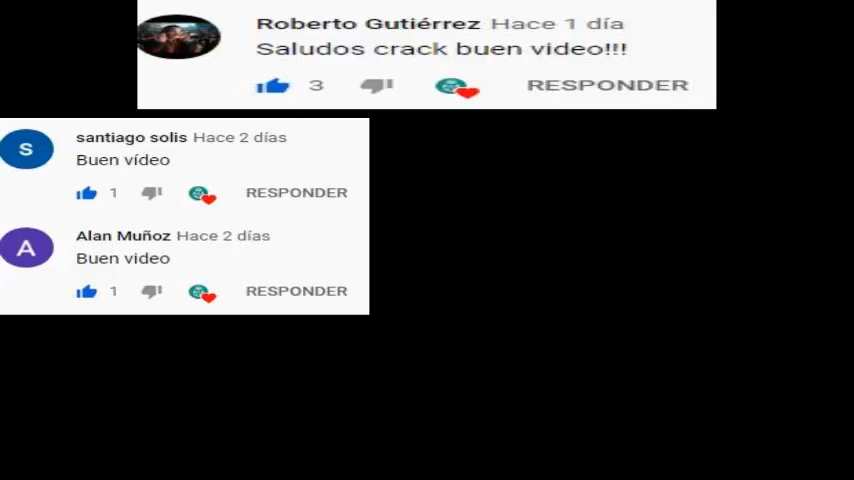 Roberto Gutiérrez Hace 1 día
Saludos crack buen video!!!
3 RESPONDER
santiago solis Hace 2 días
S
Buen vídeo
1 RESPONDER
Alan Muñoz Hace 2 días
A
Buen video
1 RESPONDER